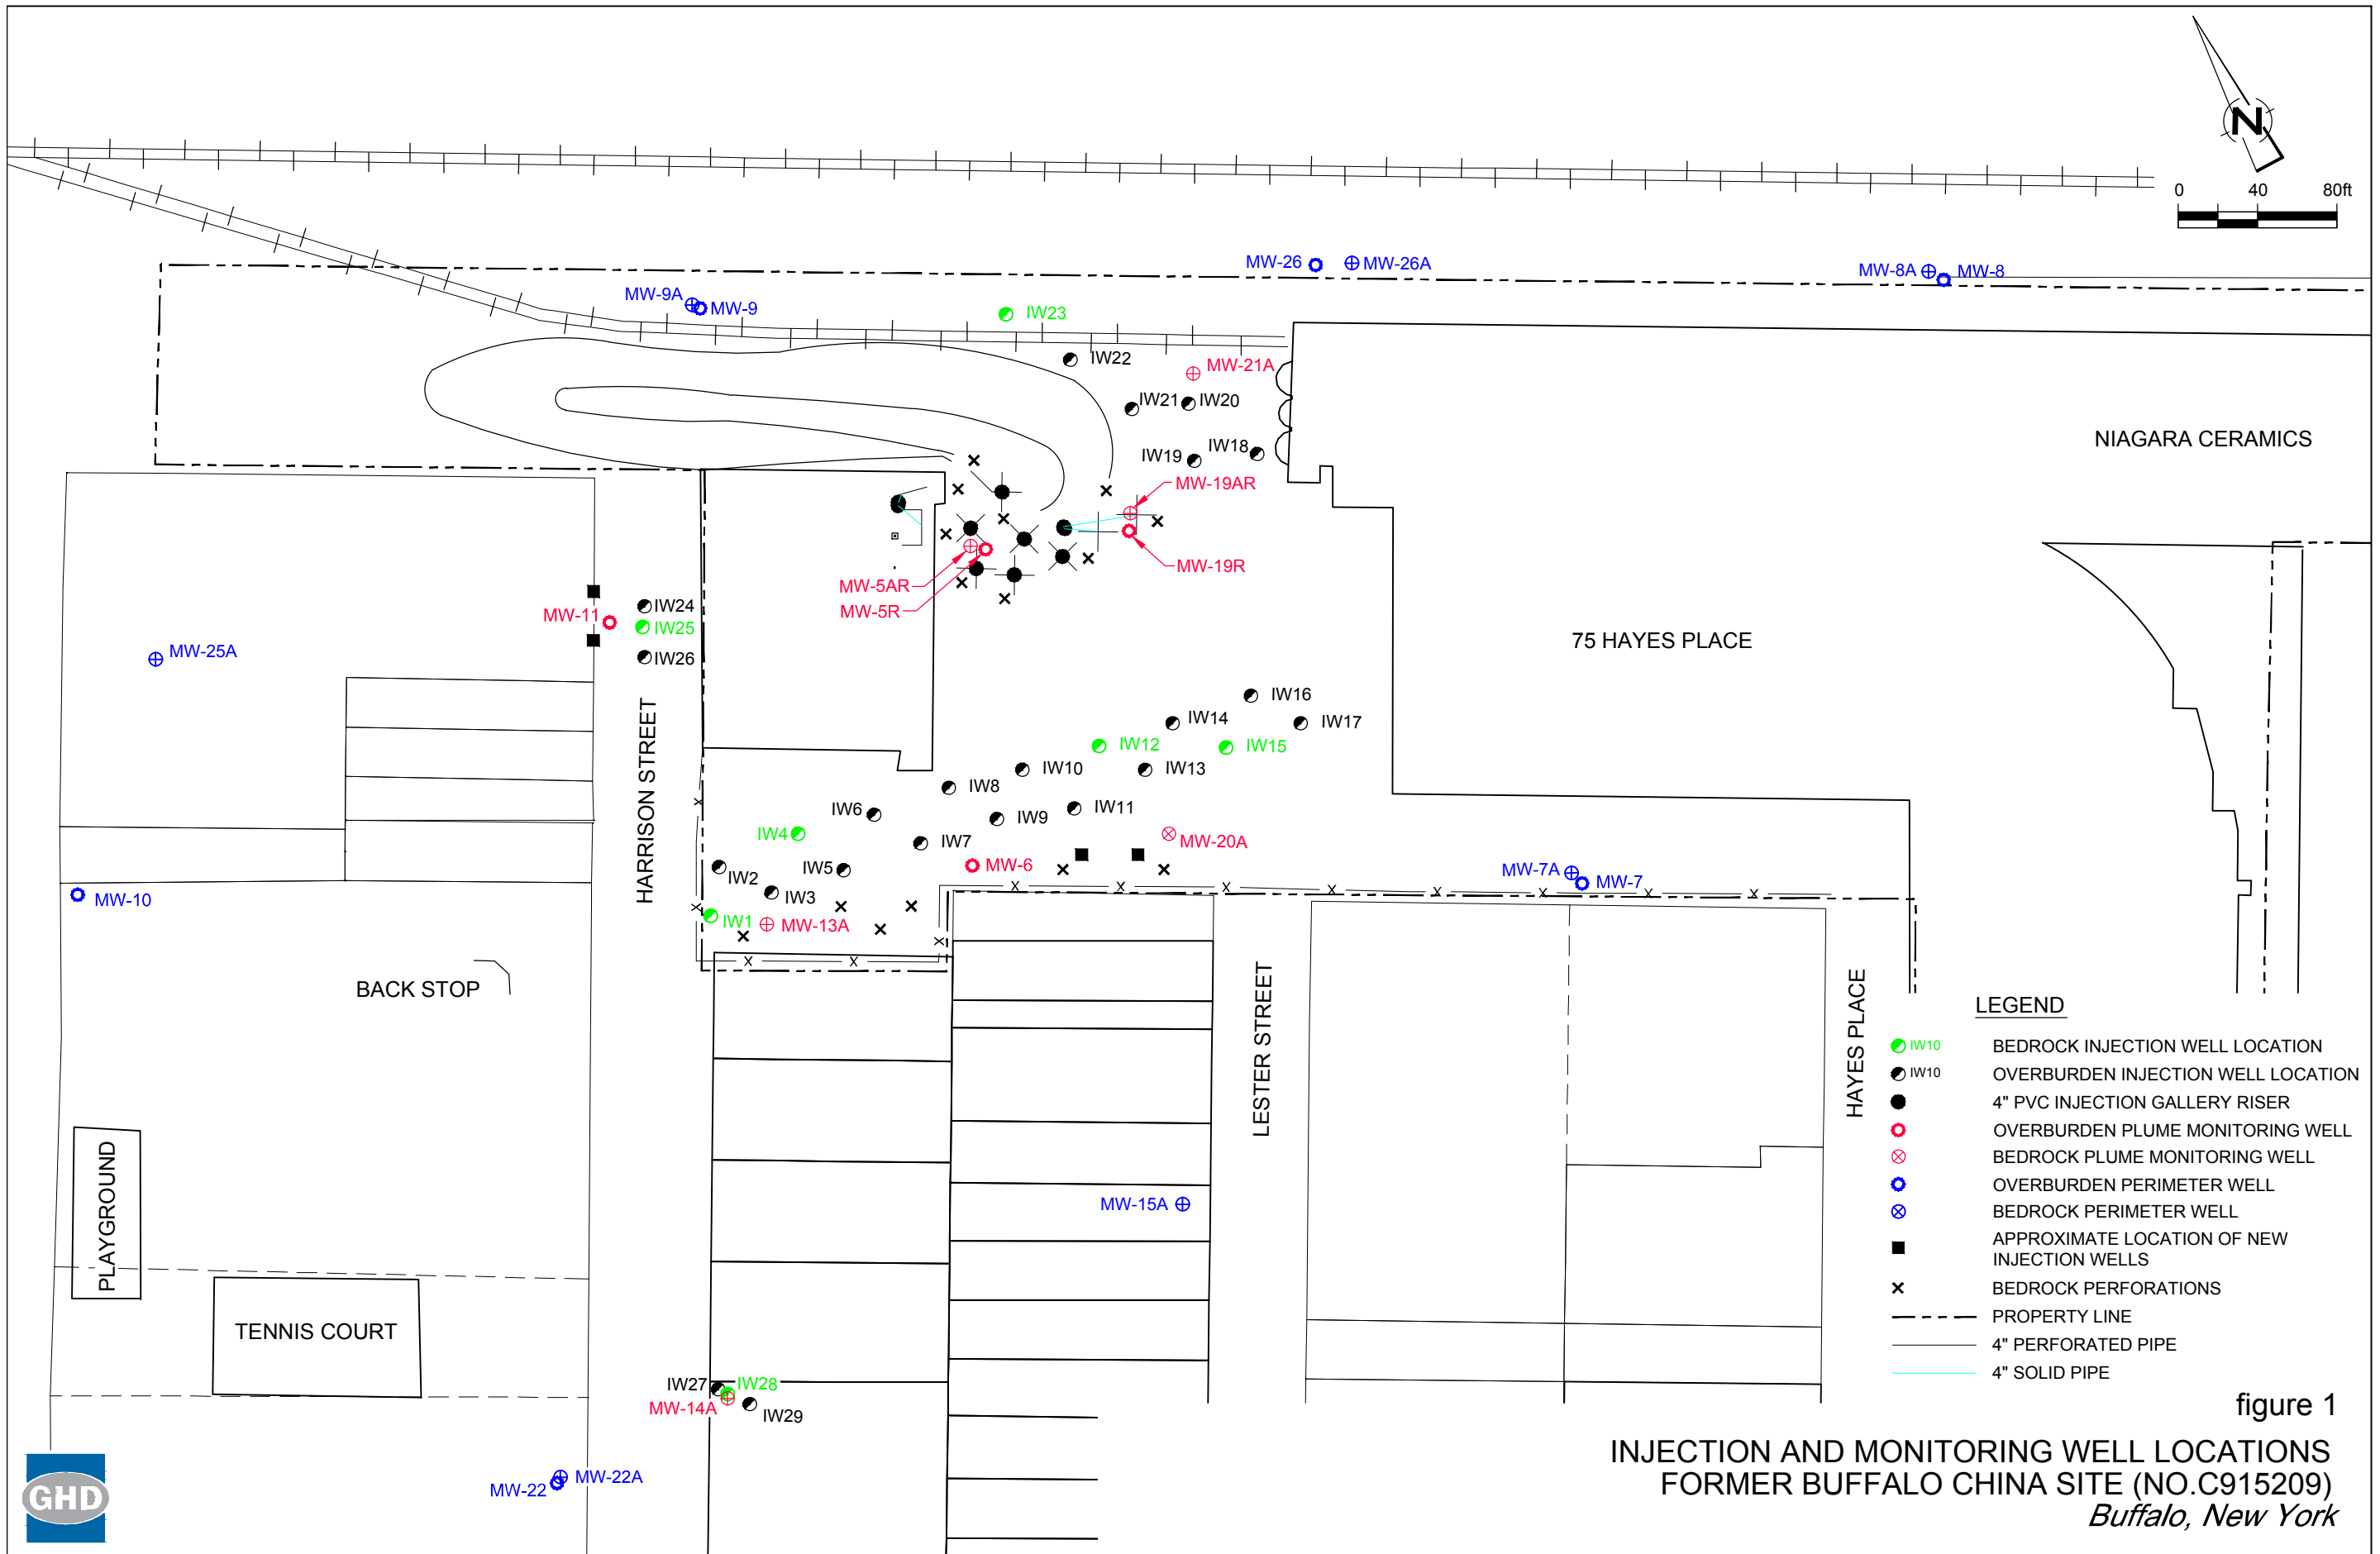 N
0 40 80ft
MW-26
MW-26A
MW-8A
MW-8
MW-9A
MW-9
IW23
IW22
MW-21A
IW21
IW20
NIAGARA CERAMICS
IW19
IW18
MW-19AR
MW-19R
MW-5AR
MW-5R
IW24
MW-11
IW25
IW26
MW-25A
75 HAYES PLACE
HARRISON STREET
IW16
IW14
IW17
IW12
IW15
IW10
IW13
IW8
IW6
IW11
IW9
IW4
IW7
MW-20A
IW5
MW-6
IW2
IW3
MW-7A
MW-7
MW-10
IW1
MW-13A
X
X
X
X
X
X
X
X
X
X
X
X
X
BACK STOP
LESTER STREET
HAYES PLACE
PLAYGROUND
TENNIS COURT
MW-15A
IW27
IW28
MW-14A
IW29
MW-22A
MW-22
LEGEND
IW10 BEDROCK INJECTION WELL LOCATION
IW10 OVERBURDEN INJECTION WELL LOCATION
4" PVC INJECTION GALLERY RISER
OVERBURDEN PLUME MONITORING WELL
BEDROCK PLUME MONITORING WELL
OVERBURDEN PERIMETER WELL
BEDROCK PERIMETER WELL
APPROXIMATE LOCATION OF NEW
INJECTION WELLS
BEDROCK PERFORATIONS
PROPERTY LINE
4" PERFORATED PIPE
4" SOLID PIPE
figure 1
INJECTION AND MONITORING WELL LOCATIONS
FORMER BUFFALO CHINA SITE (NO.C915209)
Buffalo, New York
GHD